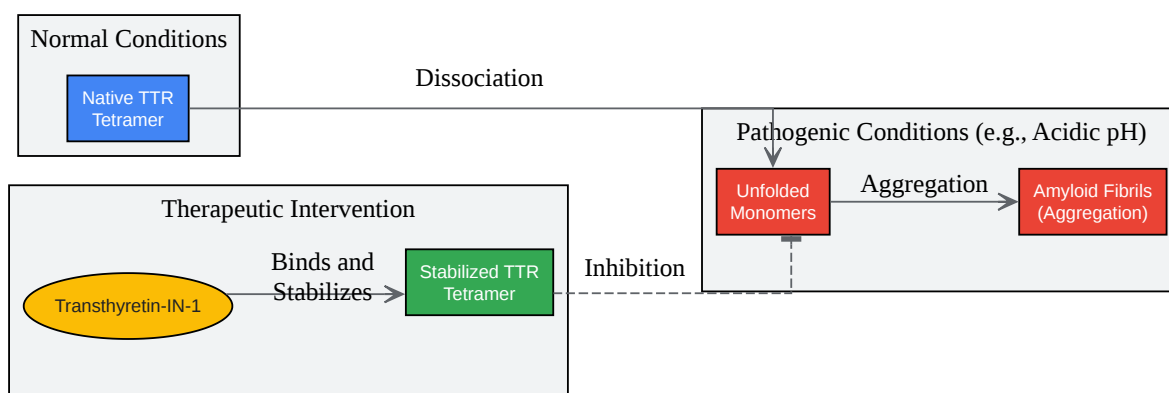 Normal Conditions
Native TTR
Tetramer
Dissociation
Pathogenic Conditions (e.g., Acidic pH)
Unfolded
Monomers
Aggregation
Amyloid Fibrils
(Aggregation)
Therapeutic Intervention
Transthyretin-IN-1
Binds and
Stabilizes
Stabilized TTR
Tetramer
Inhibition